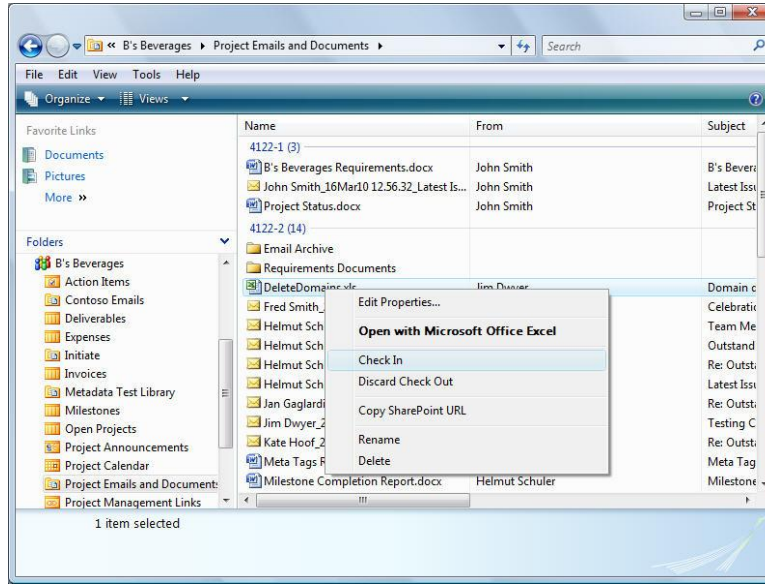 « B's Beverages ▸ Project Emails and Documents ▸
Search
File Edit View Tools Help
Organize Views
Favorite Links
Documents
Pictures
More »
Folders
B's Beverages
Action Items
Contoso Emails
Deliverables
Expenses
Initiate
Invoices
Metadata Test Library
Milestones
Open Projects
Project Announcements
Project Calendar
Project Emails and Documents
Project Management Links
Name From Subject
4122-1 (3)
B's Beverages Requirements.docx John Smith B's Bevera
John Smith_16Mar10 12.56.32_Latest Is... John Smith Latest Issu
Project Status.docx John Smith Project St
4122-2 (14)
Email Archive
Requirements Documents
DeleteDomains.xls Jim Dwyer Domain c
Fred Smith_ Celebratic
Helmut Sch Team Me
Helmut Sch Outstand
Helmut Sch Re: Outsta
Helmut Sch Latest Issu
Jan Gaglardi Re: Outsta
Jim Dwyer_2 Testing C
Kate Hoof_2 Re: Outsta
Meta Tags R Meta Tag
Milestone Completion Report.docx Helmut Schuler Milestone
Edit Properties...
Open with Microsoft Office Excel
Check In
Discard Check Out
Copy SharePoint URL
Rename
Delete
1 item selected